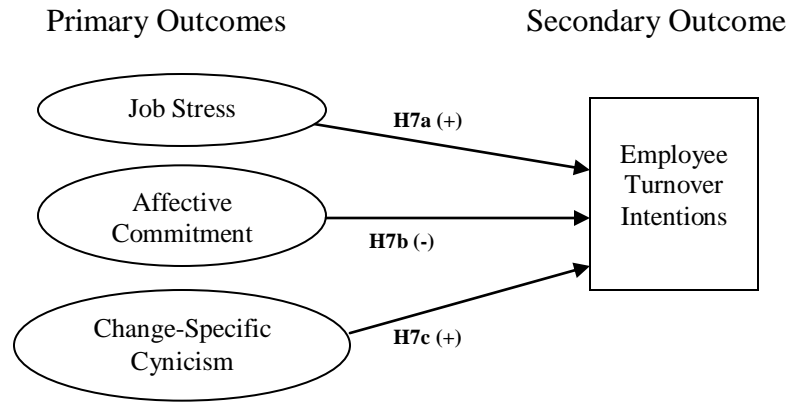 Primary Outcomes
Secondary Outcome
Job Stress
H7a (+)
Employee
Turnover
Intentions
Affective
Commitment
H7b (-)
Change-Specific
Cynicism
H7c (+)